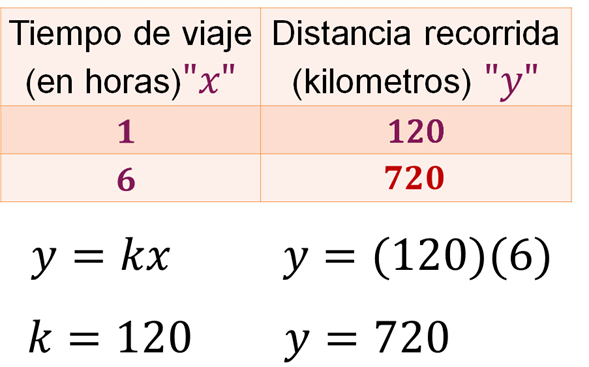 Tiempo de viaje (en horas)"x"
Distancia recorrida (kilometros) "y"
1 120
6 720
y = kx y = (120)(6)
k = 120 y = 720